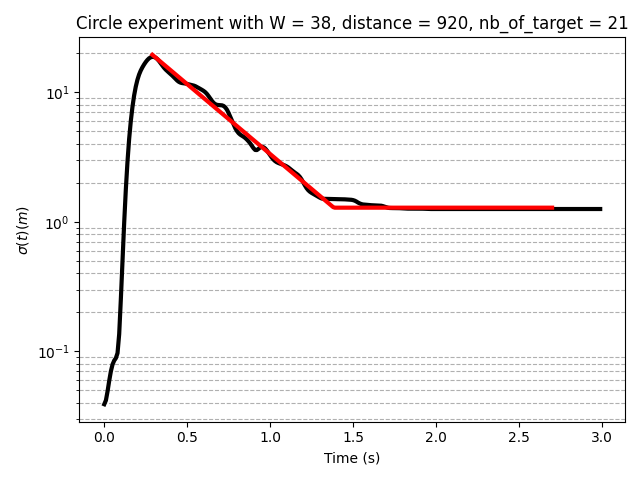 Circle experiment with W = 38, distance = 920, nb_of_target = 21
10¹
10⁰
10⁻¹
σ(t)(m)
0.0 0.5 1.0 1.5 2.0 2.5 3.0
Time (s)